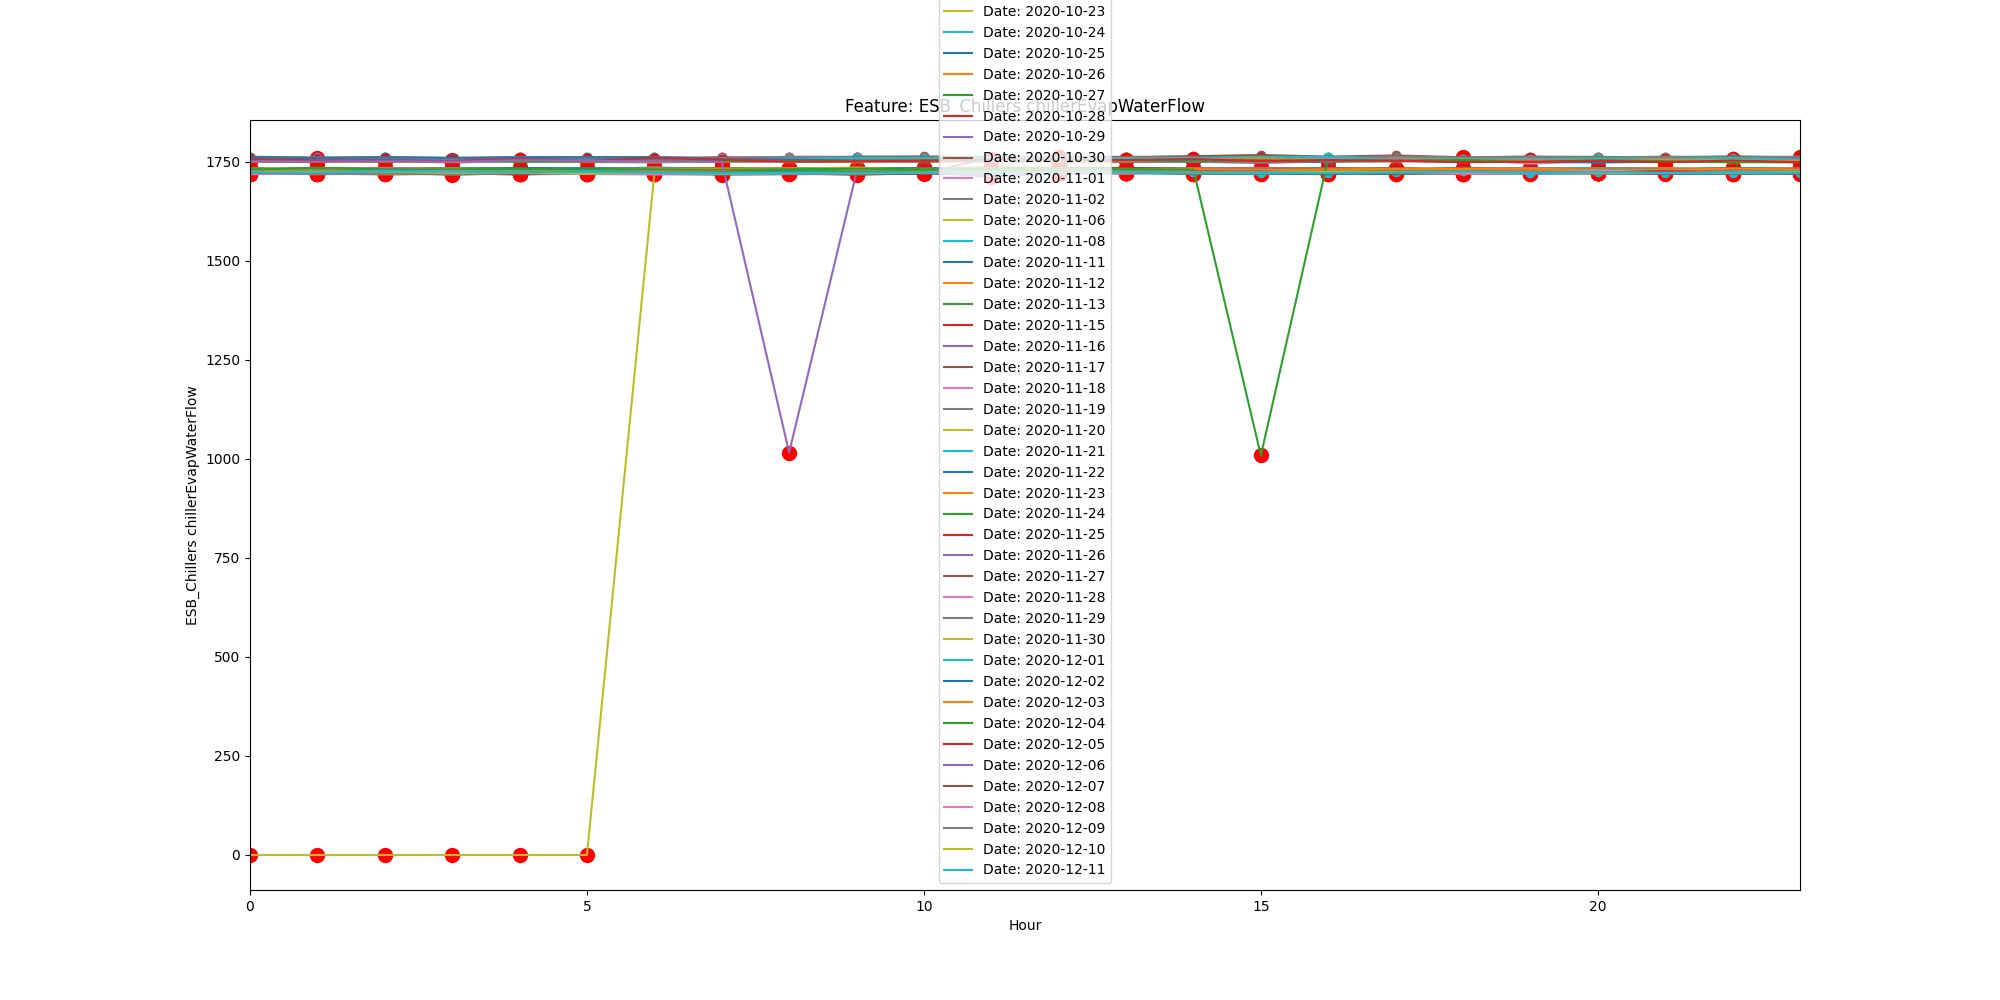 Date: 2020-10-23
Date: 2020-10-24
Date: 2020-10-25
Date: 2020-10-26
Date: 2020-10-27
Feature: ESB_Chillers chillerEvapWaterFlow
Date: 2020-10-28
Date: 2020-10-29
Date: 2020-10-30
Date: 2020-11-01
Date: 2020-11-02
Date: 2020-11-06
Date: 2020-11-08
Date: 2020-11-11
Date: 2020-11-12
Date: 2020-11-13
Date: 2020-11-15
Date: 2020-11-16
Date: 2020-11-17
Date: 2020-11-18
Date: 2020-11-19
Date: 2020-11-20
Date: 2020-11-21
Date: 2020-11-22
Date: 2020-11-23
Date: 2020-11-24
Date: 2020-11-25
Date: 2020-11-26
Date: 2020-11-27
Date: 2020-11-28
Date: 2020-11-29
Date: 2020-11-30
Date: 2020-12-01
Date: 2020-12-02
Date: 2020-12-03
Date: 2020-12-04
Date: 2020-12-05
Date: 2020-12-06
Date: 2020-12-07
Date: 2020-12-08
Date: 2020-12-09
Date: 2020-12-10
Date: 2020-12-11
1750
1500
1250
1000
750
500
250
0
ESB_Chillers chillerEvapWaterFlow
0 5 10 15 20
Hour